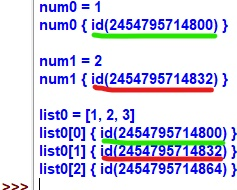 num0 = 1
num0 { id(2454795714800) }
num1 = 2
num1 { id(2454795714832) }
list0 = [1, 2, 3]
list0[0] { id(2454795714800) }
list0[1] { id(2454795714832) }
list0[2] { id(2454795714864) }
>>>